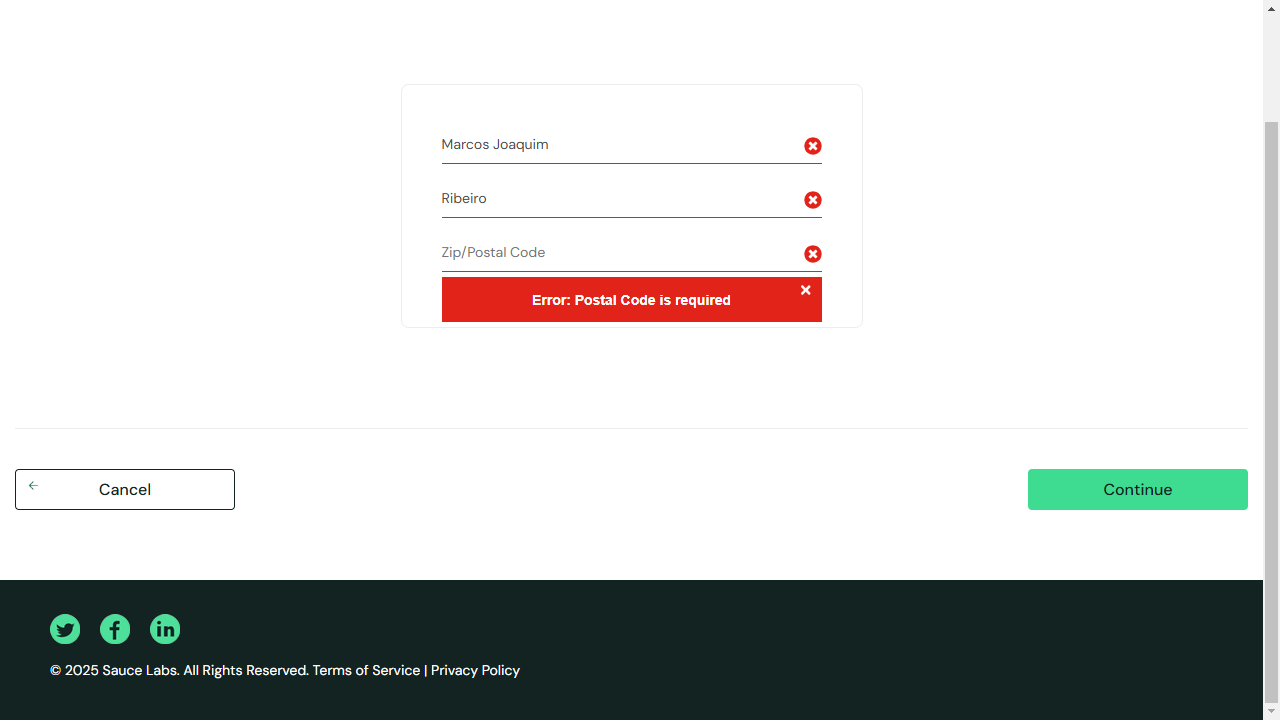 Marcos Joaquim
Ribeiro
Zip/Postal Code
Error: Postal Code is required
Cancel
Continue
© 2025 Sauce Labs. All Rights Reserved. Terms of Service | Privacy Policy